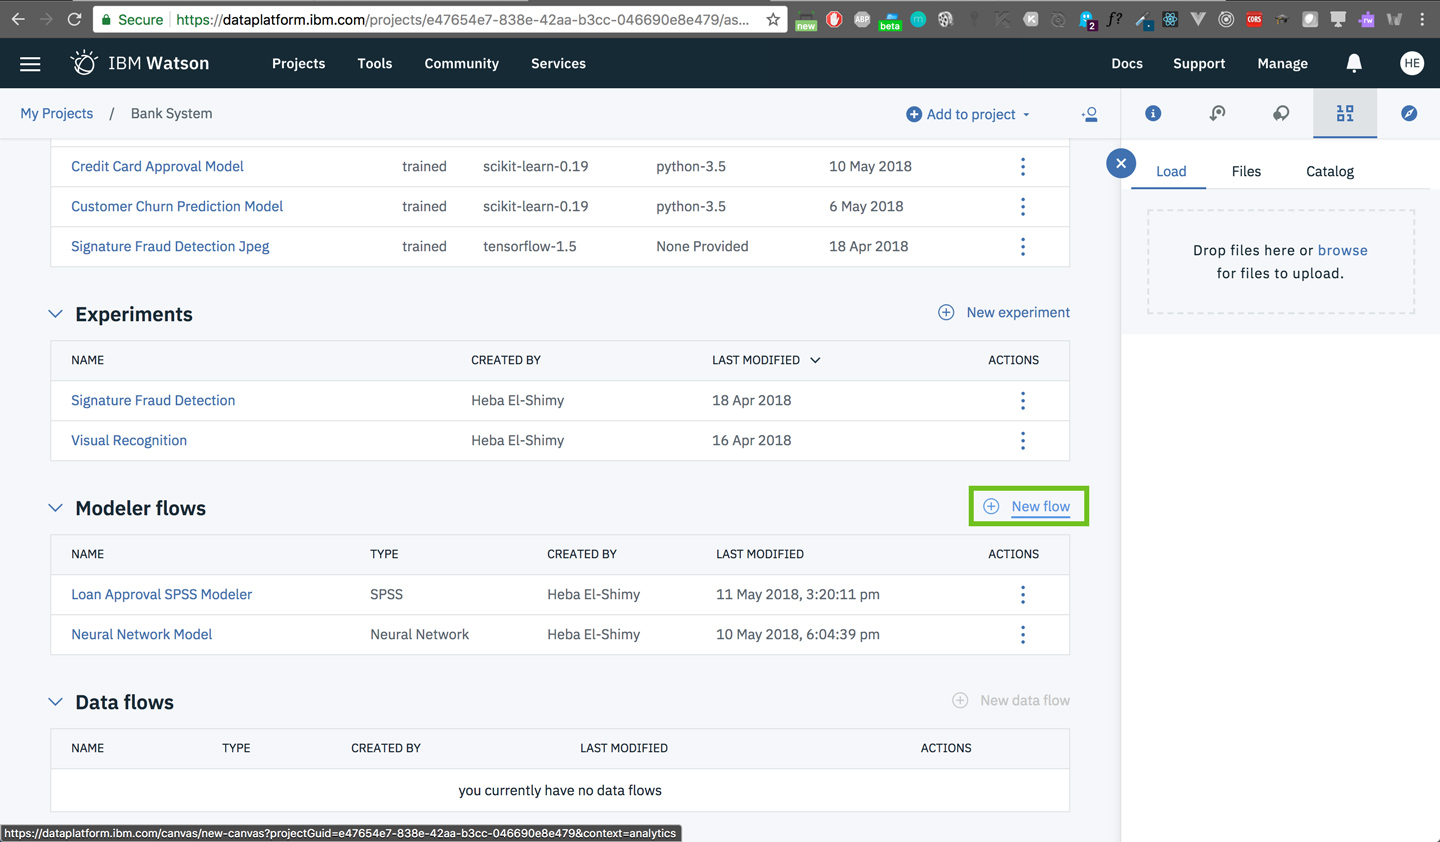 Secure https://dataplatform.ibm.com/projects/e47654e7-838e-42aa-b3cc-046690e8e479/as...
new ABP beta m K 2 f? CORS rw W
IBM Watson Projects Tools Community Services Docs Support Manage HE
My Projects / Bank System Add to project
Credit Card Approval Model trained scikit-learn-0.19 python-3.5 10 May 2018
Customer Churn Prediction Model trained scikit-learn-0.19 python-3.5 6 May 2018
Signature Fraud Detection Jpeg trained tensorflow-1.5 None Provided 18 Apr 2018
Experiments New experiment
NAME CREATED BY LAST MODIFIED ACTIONS
Signature Fraud Detection Heba El-Shimy 18 Apr 2018
Visual Recognition Heba El-Shimy 16 Apr 2018
Modeler flows New flow
NAME TYPE CREATED BY LAST MODIFIED ACTIONS
Loan Approval SPSS Modeler SPSS Heba El-Shimy 11 May 2018, 3:20:11 pm
Neural Network Model Neural Network Heba El-Shimy 10 May 2018, 6:04:39 pm
Data flows New data flow
NAME TYPE CREATED BY LAST MODIFIED ACTIONS
you currently have no data flows
Load Files Catalog
Drop files here or browse
for files to upload.
https://dataplatform.ibm.com/canvas/new-canvas?projectGuid=e47654e7-838e-42aa-b3cc-046690e8e479&context=analytics